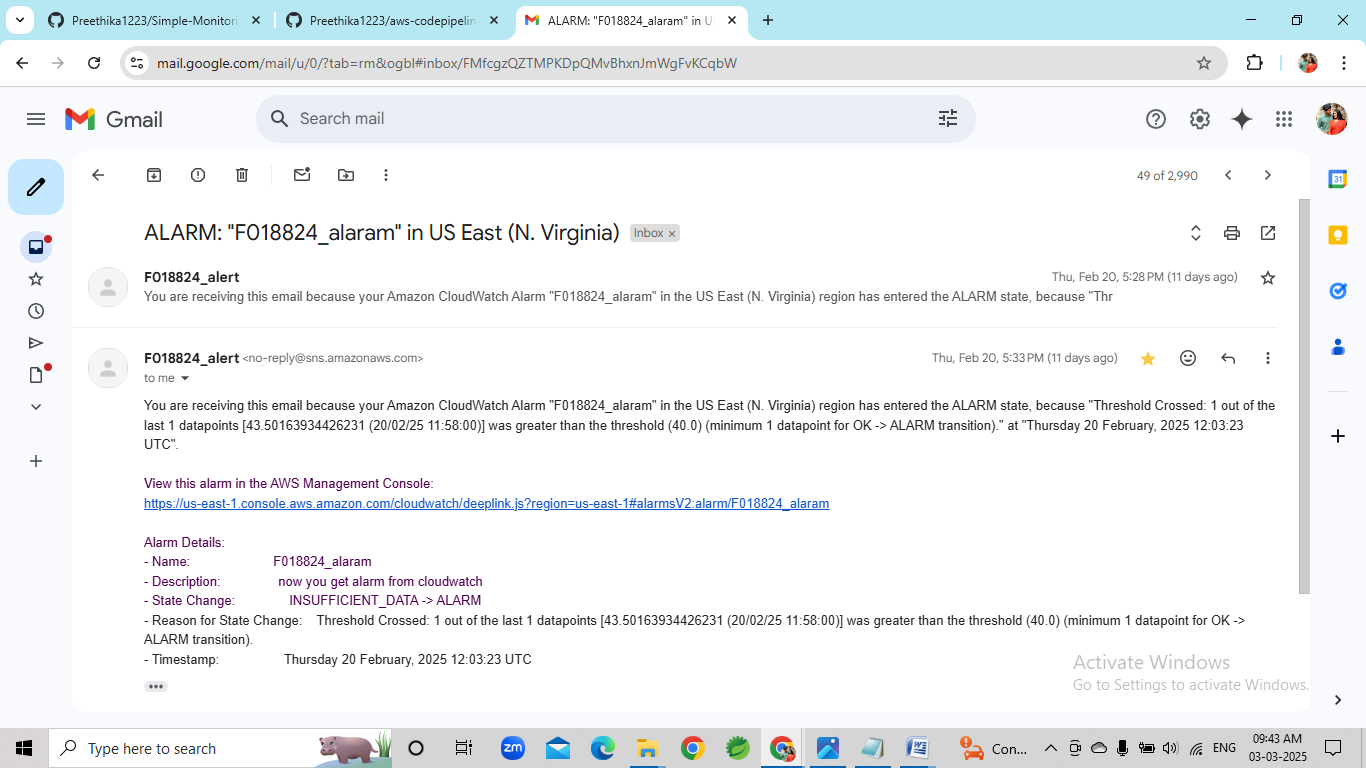 Preethika1223/Simple-Monitori
Preethika1223/aws-codepipelin
ALARM: "F018824_alaram" in US
mail.google.com/mail/u/0/?tab=rm&ogbl#inbox/FMfcgzQZTMPKDpQMvBhxnJmWgFvKCqbW
Gmail
Search mail
49 of 2,990
31
ALARM: "F018824_alaram" in US East (N. Virginia)
Inbox ×
F018824_alert
Thu, Feb 20, 5:28 PM (11 days ago)
You are receiving this email because your Amazon CloudWatch Alarm "F018824_alaram" in the US East (N. Virginia) region has entered the ALARM state, because "Thr
F018824_alert <no-reply@sns.amazonaws.com>
Thu, Feb 20, 5:33 PM (11 days ago)
to me
You are receiving this email because your Amazon CloudWatch Alarm "F018824_alaram" in the US East (N. Virginia) region has entered the ALARM state, because "Threshold Crossed: 1 out of the
last 1 datapoints [43.50163934426231 (20/02/25 11:58:00)] was greater than the threshold (40.0) (minimum 1 datapoint for OK -> ALARM transition)." at "Thursday 20 February, 2025 12:03:23
UTC".
View this alarm in the AWS Management Console:
https://us-east-1.console.aws.amazon.com/cloudwatch/deeplink.js?region=us-east-1#alarmsV2:alarm/F018824_alaram
Alarm Details:
- Name: F018824_alaram
- Description: now you get alarm from cloudwatch
- State Change: INSUFFICIENT_DATA -> ALARM
- Reason for State Change: Threshold Crossed: 1 out of the last 1 datapoints [43.50163934426231 (20/02/25 11:58:00)] was greater than the threshold (40.0) (minimum 1 datapoint for OK ->
ALARM transition).
- Timestamp: Thursday 20 February, 2025 12:03:23 UTC
Activate Windows
Go to Settings to activate Windows.
Type here to search
zm
Con...
ENG
09:43 AM
03-03-2025